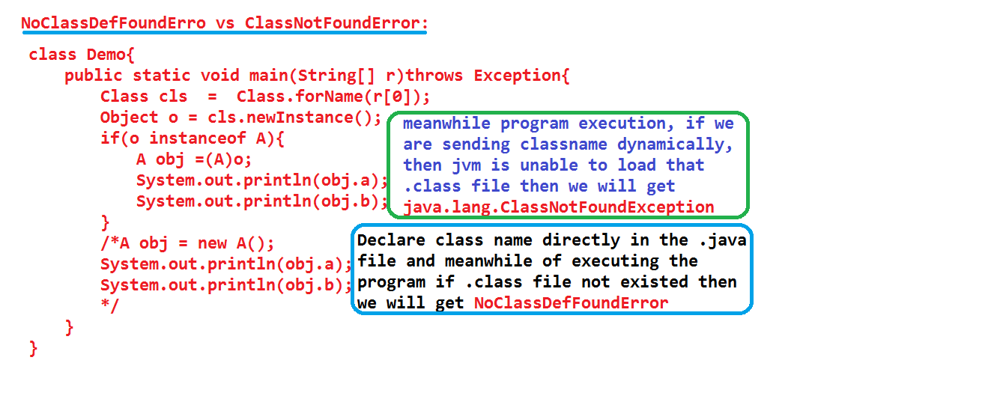 NoClassDefFoundErro vs ClassNotFoundError:
class Demo{
public static void main(String[] r)throws Exception{
Class cls = Class.forName(r[0]);
Object o = cls.newInstance();
if(o instanceof A){
A obj =(A)o;
System.out.println(obj.a);
System.out.println(obj.b);
}
meanwhile program execution, if we
are sending classname dynamically,
then jvm is unable to load that
.class file then we will get
java.lang.ClassNotFoundException
/*A obj = new A();
System.out.println(obj.a);
System.out.println(obj.b);
*/
Declare class name directly in the .java
file and meanwhile of executing the
program if .class file not existed then
we will get NoClassDefFoundError
}
}